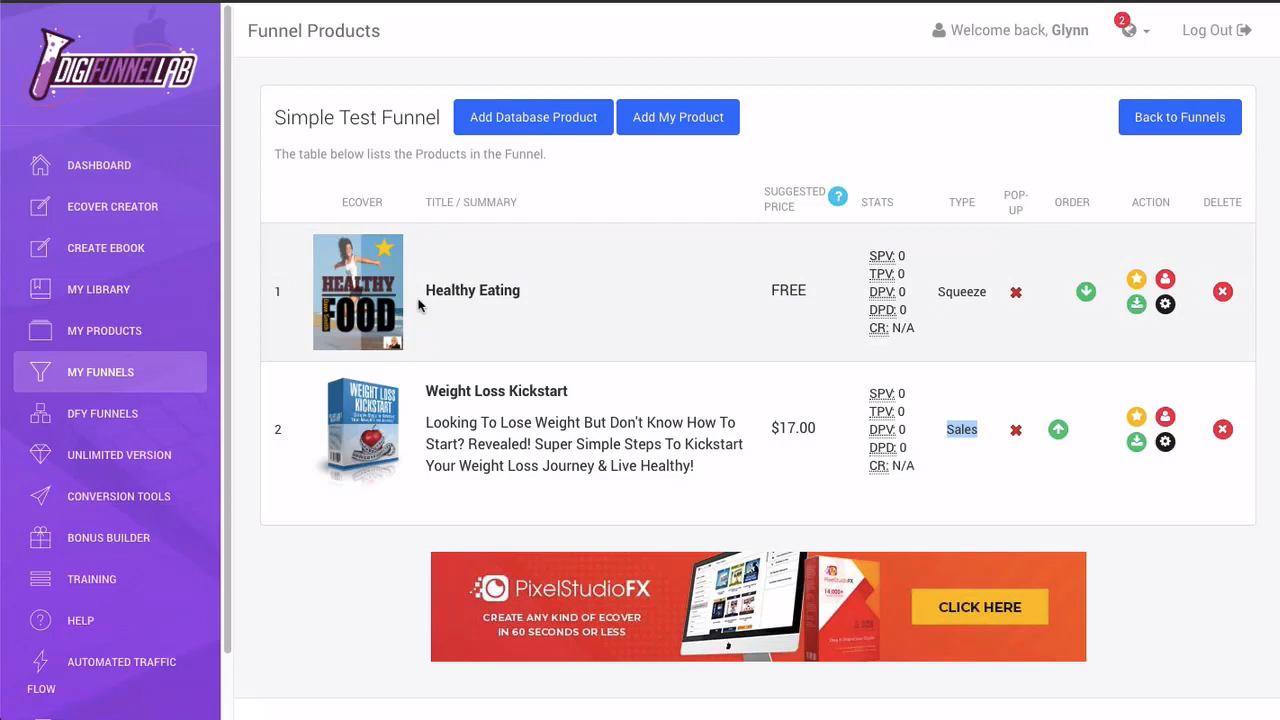 DIGIFUNNELLAB
Funnel Products
Welcome back, Glynn
2
Log Out
DASHBOARD
ECOVER CREATOR
CREATE EBOOK
MY LIBRARY
MY PRODUCTS
MY FUNNELS
DFY FUNNELS
UNLIMITED VERSION
CONVERSION TOOLS
BONUS BUILDER
TRAINING
HELP
AUTOMATED TRAFFIC
FLOW
Simple Test Funnel
Add Database Product
Add My Product
Back to Funnels
The table below lists the Products in the Funnel.
ECOVER
TITLE / SUMMARY
SUGGESTED
PRICE
?
STATS
TYPE
POP-
UP
ORDER
ACTION
DELETE
1
HEALTHY
FOOD
Healthy Eating
FREE
SPV: 0
TPV: 0
DPV: 0
DPD: 0
CR: N/A
Squeeze
2
WEIGHT LOSS
KICKSTART
Weight Loss Kickstart
Looking To Lose Weight But Don't Know How To
Start? Revealed! Super Simple Steps To Kickstart
Your Weight Loss Journey & Live Healthy!
$17.00
SPV: 0
TPV: 0
DPV: 0
DPD: 0
CR: N/A
Sales
PixelStudioFX
CREATE ANY KIND OF ECOVER
IN 60 SECONDS OR LESS
PixelStudioFX
14,000+
CLICK HERE